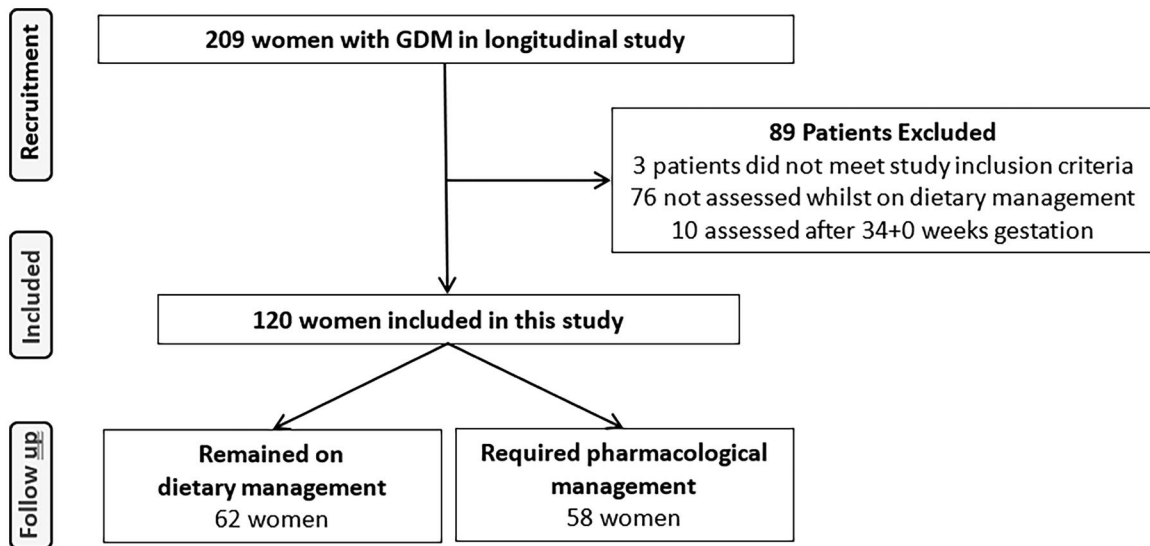 Recruitment
209 women with GDM in longitudinal study
89 Patients Excluded
3 patients did not meet study inclusion criteria
76 not assessed whilst on dietary management
10 assessed after 34+0 weeks gestation
Included
120 women included in this study
Follow up
Remained on
dietary management
62 women
Required pharmacological
management
58 women